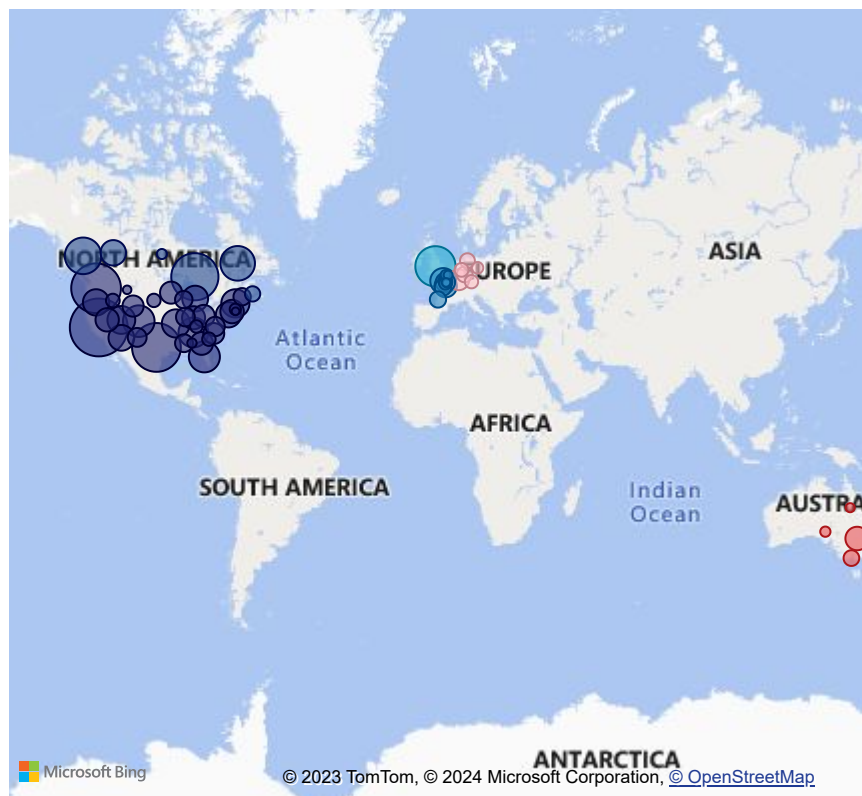 NORTH AMERICA
ASIA
EUROPE
Atlantic
Ocean
AFRICA
SOUTH AMERICA
Indian
Ocean
AUSTRA
ANTARCTICA
Microsoft Bing
© 2023 TomTom, © 2024 Microsoft Corporation, © OpenStreetMap